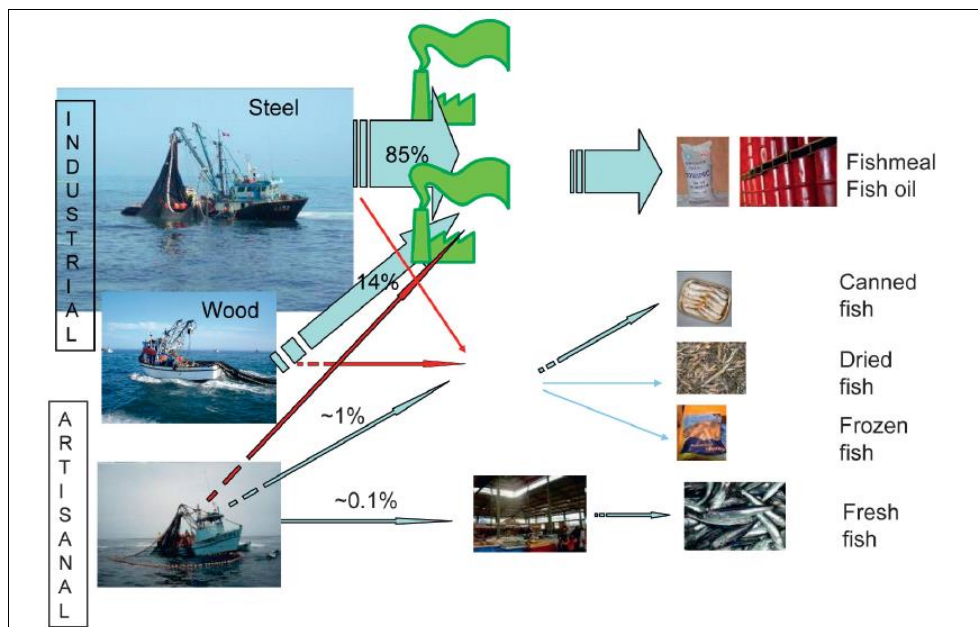 INDUSTRIAL
Steel
85%
Fishmeal
Fish oil
14%
Wood
Canned
fish
Dried
fish
Frozen
fish
ARTISANAL
~1%
~0.1%
Fresh
fish